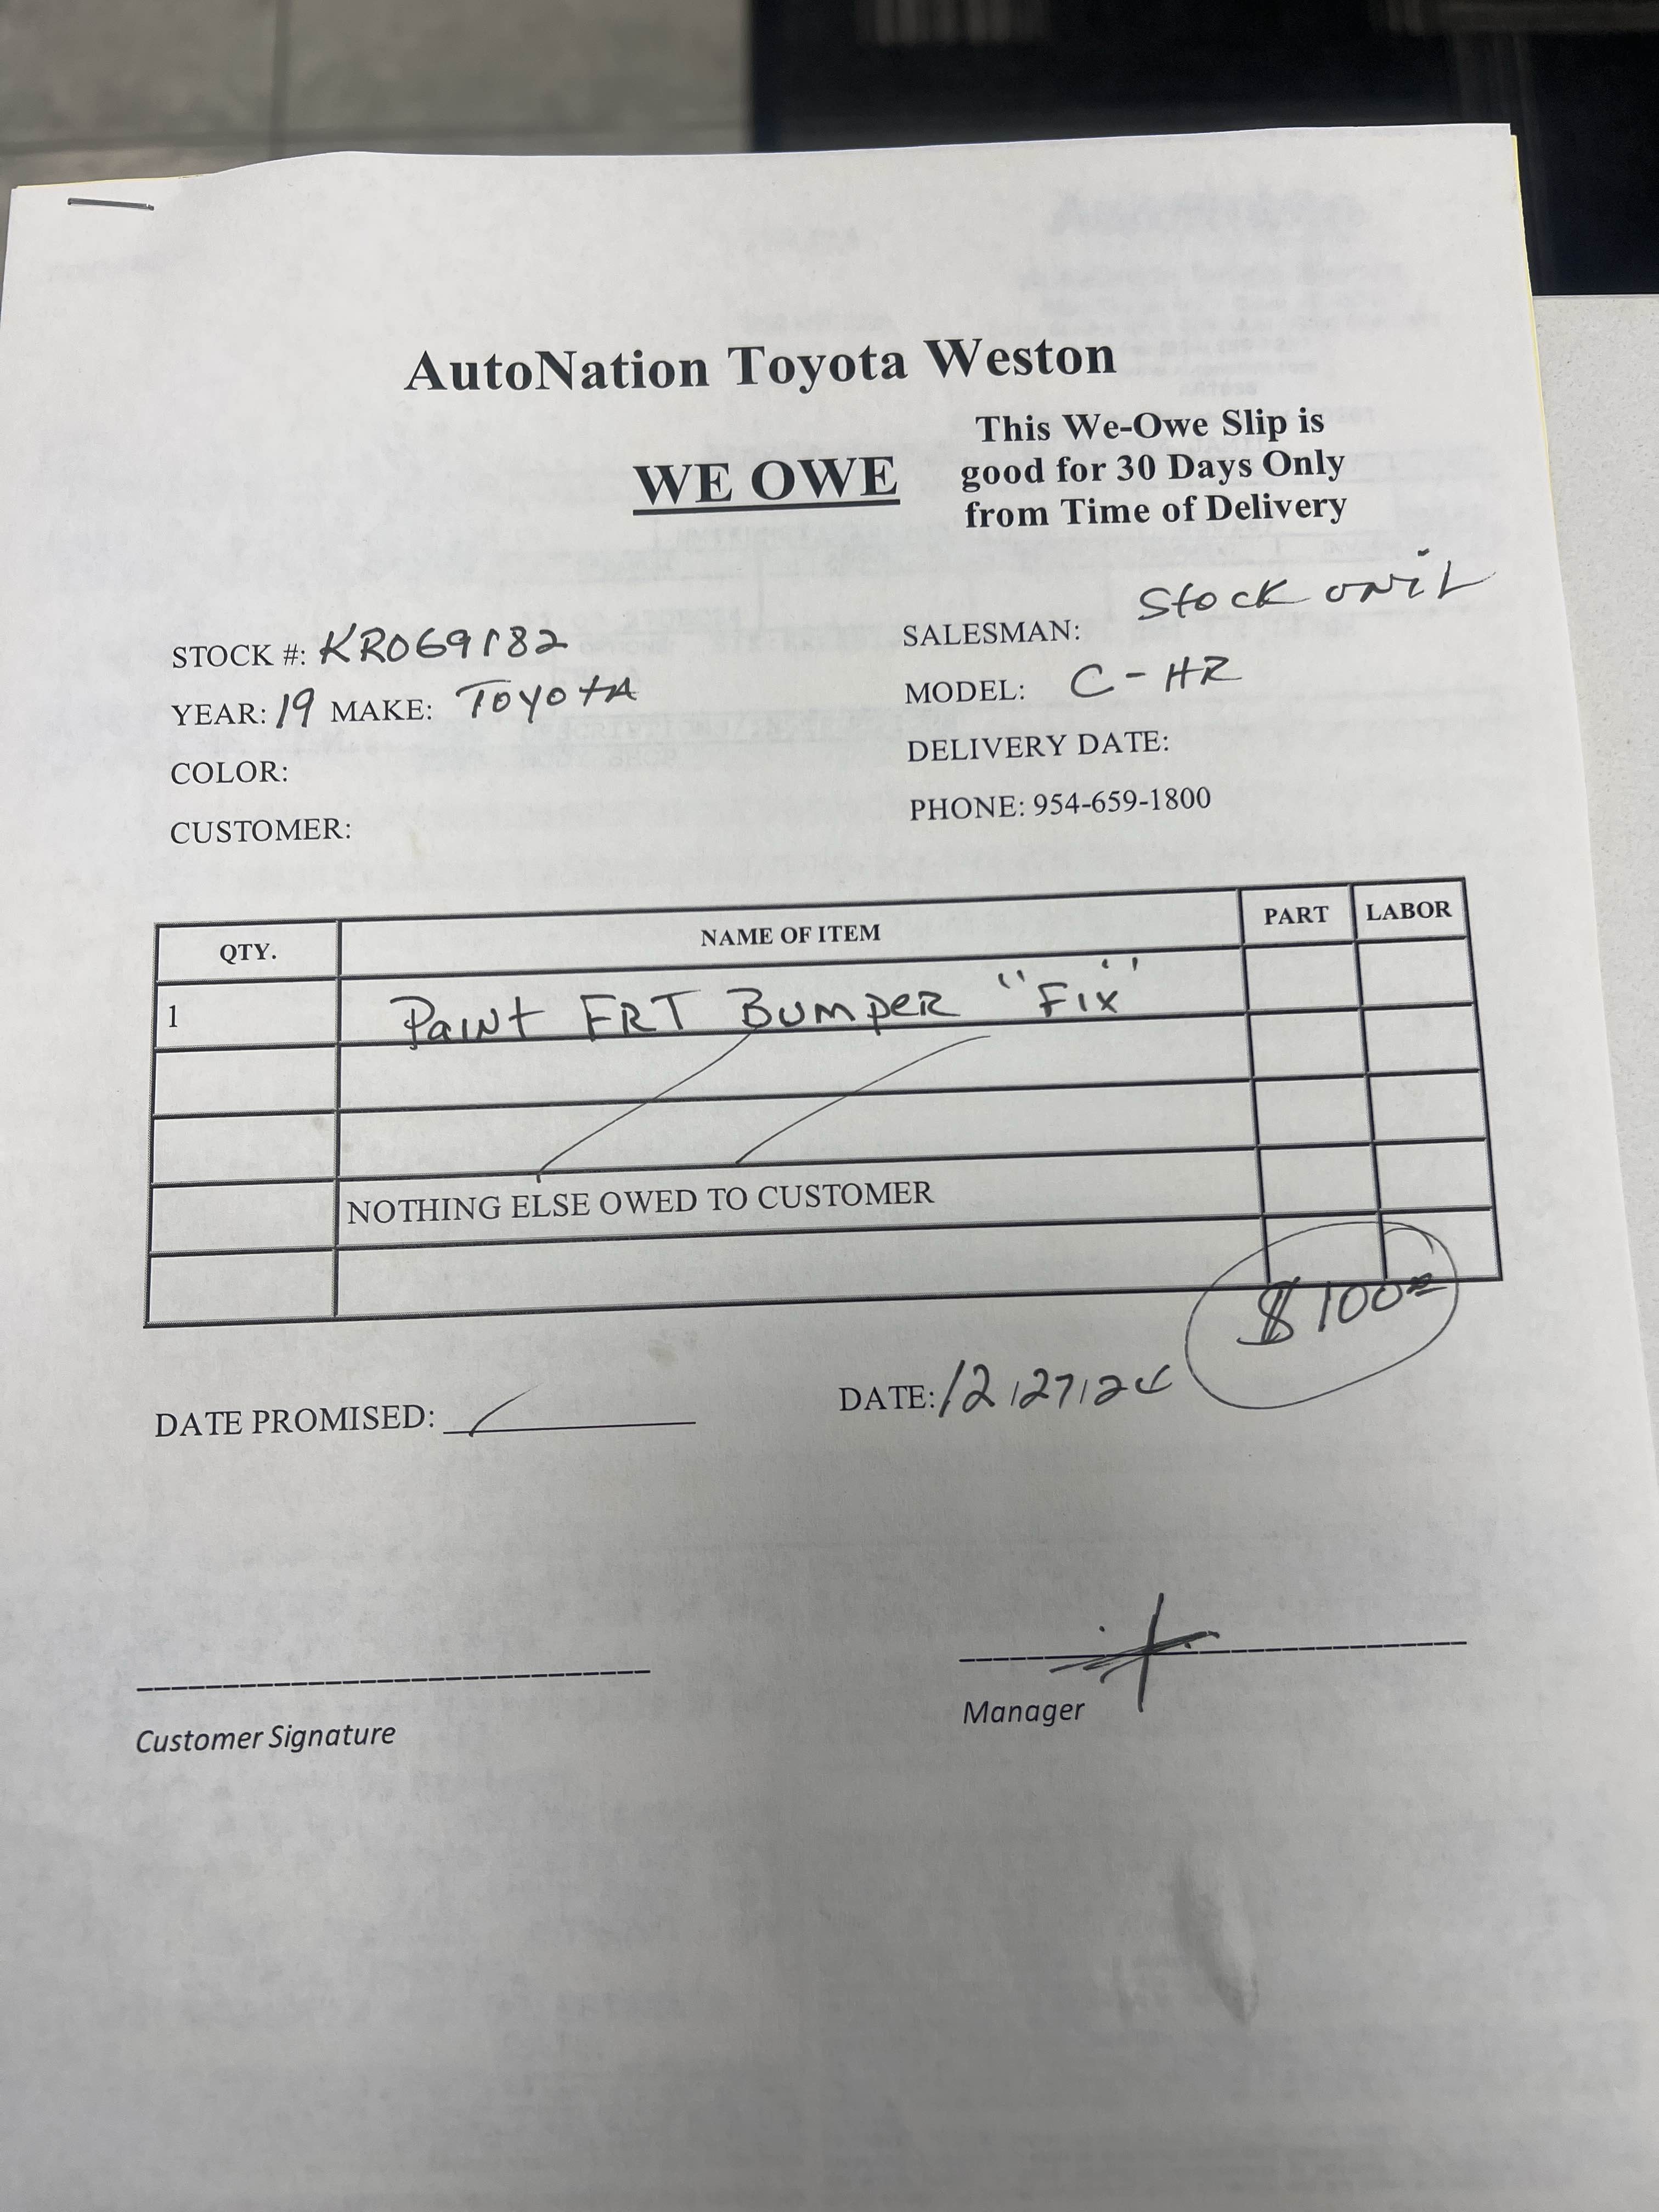 AutoNation Toyota Weston
WE OWE
This We-Owe Slip is
good for 30 Days Only
from Time of Delivery
STOCK #: KR069182
SALESMAN: Stock unit
YEAR: 19 MAKE: TOYOTA
MODEL: C-HR
COLOR:
DELIVERY DATE:
CUSTOMER:
PHONE: 954-659-1800
QTY. NAME OF ITEM PART LABOR
1 Paint FRT Bumper "Fix"
NOTHING ELSE OWED TO CUSTOMER
$100
DATE PROMISED:
DATE: 12/27/24
Customer Signature
Manager